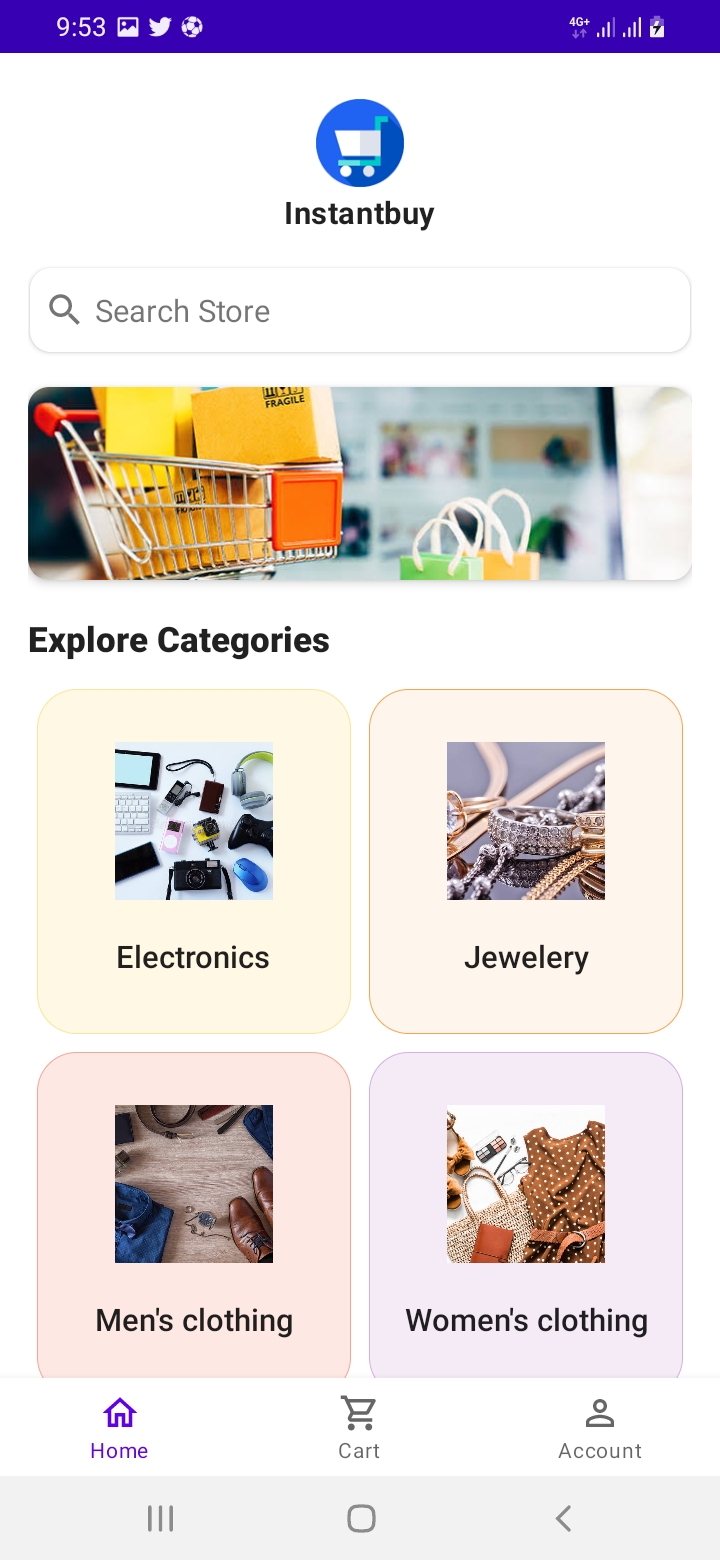 9:53
4G+
Instantbuy
Search Store
FRAGILE
Explore Categories
Electronics
Jewelery
Men's clothing
Women's clothing
Home
Cart
Account